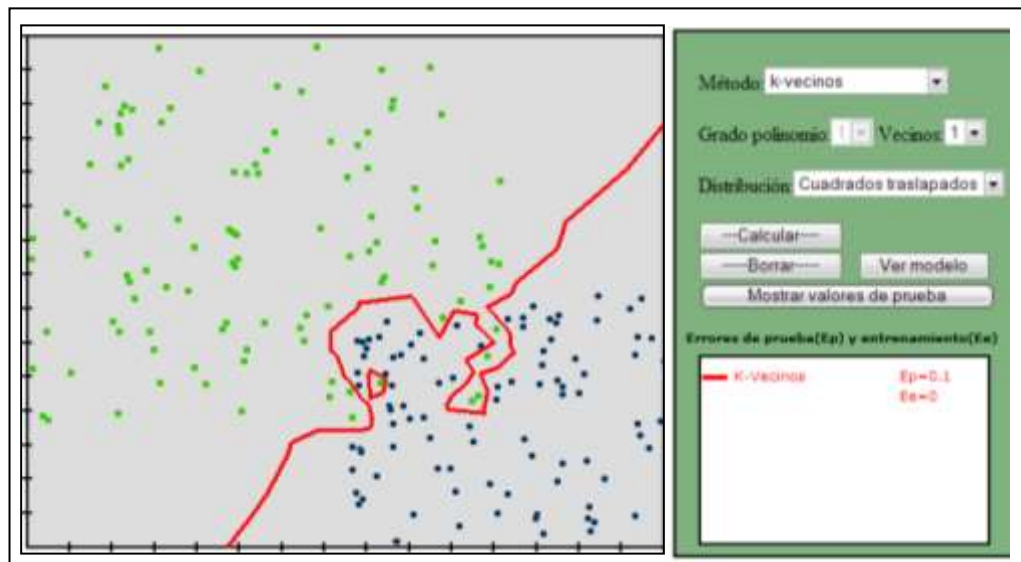 Método: k-vecinos
Grado polinomio: 1 Vecinos: 1
Distribución: Cuadrados traslapados
---Calcular---
---Borrar--- Ver modelo
Mostrar valores de prueba
Errores de prueba(Ep) y entrenamiento(Ee)
K-Vecinos Ep=0.1
Ee=0